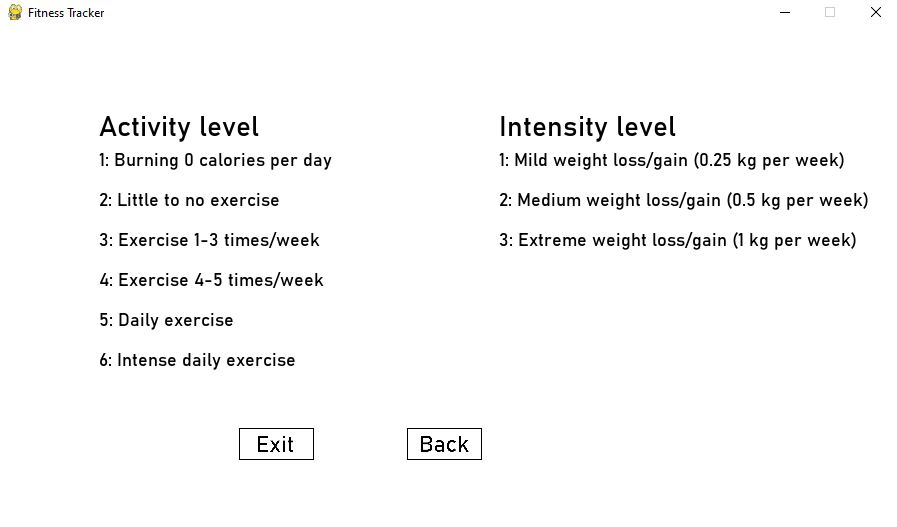 Fitness Tracker
Activity level
1: Burning 0 calories per day
2: Little to no exercise
3: Exercise 1-3 times/week
4: Exercise 4-5 times/week
5: Daily exercise
6: Intense daily exercise
Intensity level
1: Mild weight loss/gain (0.25 kg per week)
2: Medium weight loss/gain (0.5 kg per week)
3: Extreme weight loss/gain (1 kg per week)
Exit
Back